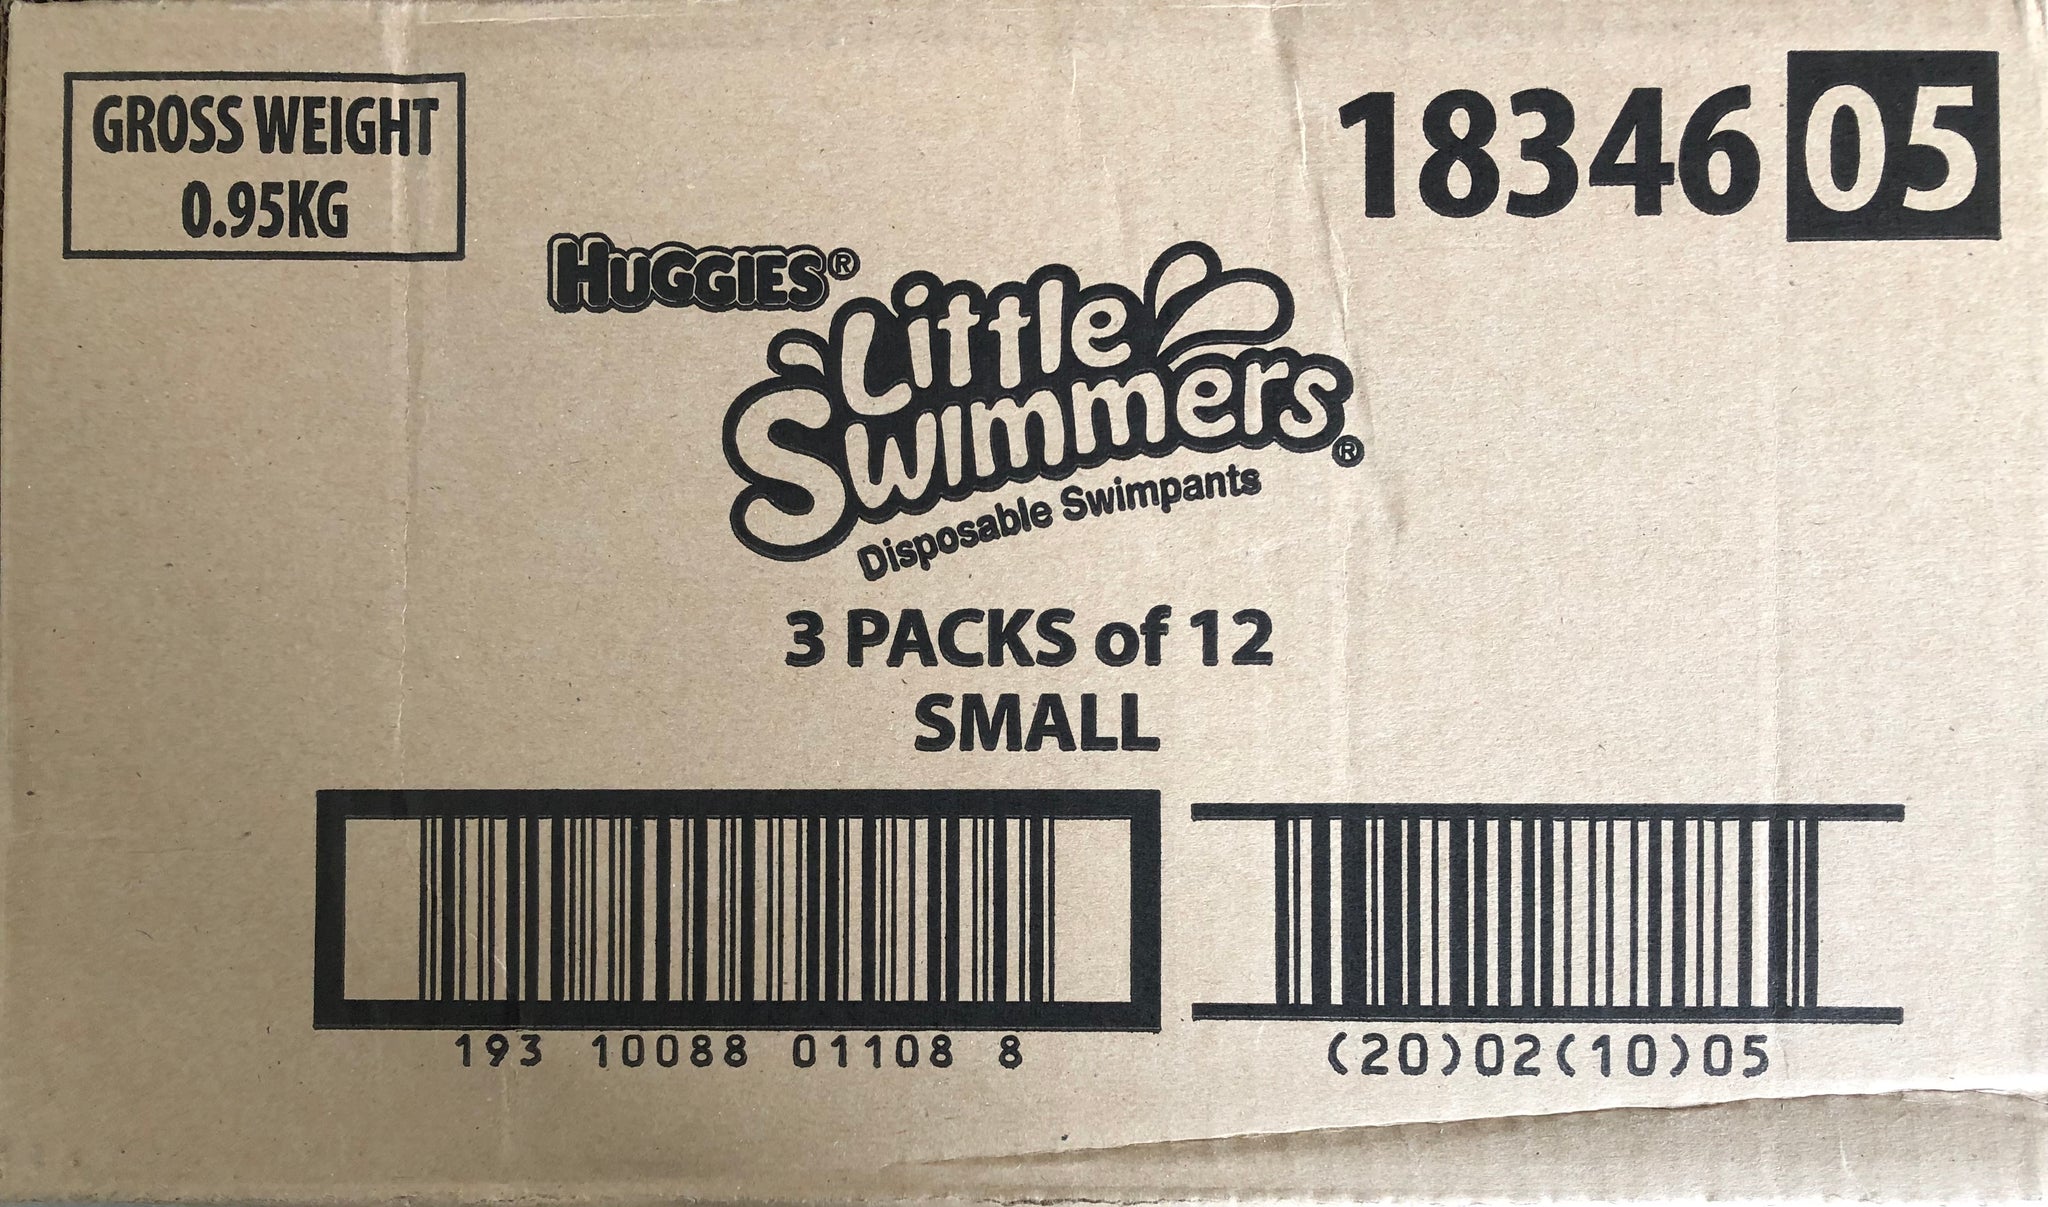 GROSS WEIGHT
0.95KG
18346 05
HUGGIES®
Little
Swimmers®
Disposable Swimpants
3 PACKS of 12
SMALL
193 10088 01108 8
(20)02(10)05